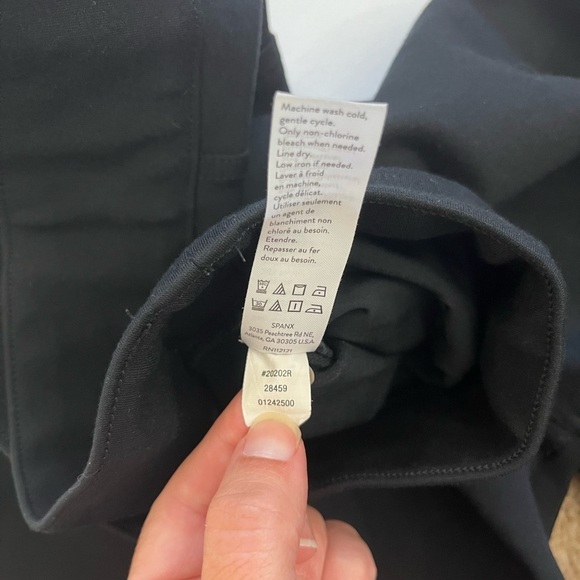 Machine wash cold,
gentle cycle.
Only non-chlorine
bleach when needed.
Line dry.
Low iron if needed.
Laver à froid
en machine,
cycle délicat.
Utiliser seulement
un agent de
blanchiment non
chloré au besoin.
Etendre.
Repasser au fer
doux au besoin.
SPANX
3035 Peachtree Rd NE,
Atlanta, GA 30305 U.S.A.
RN112171
#20202R
28459
01242500